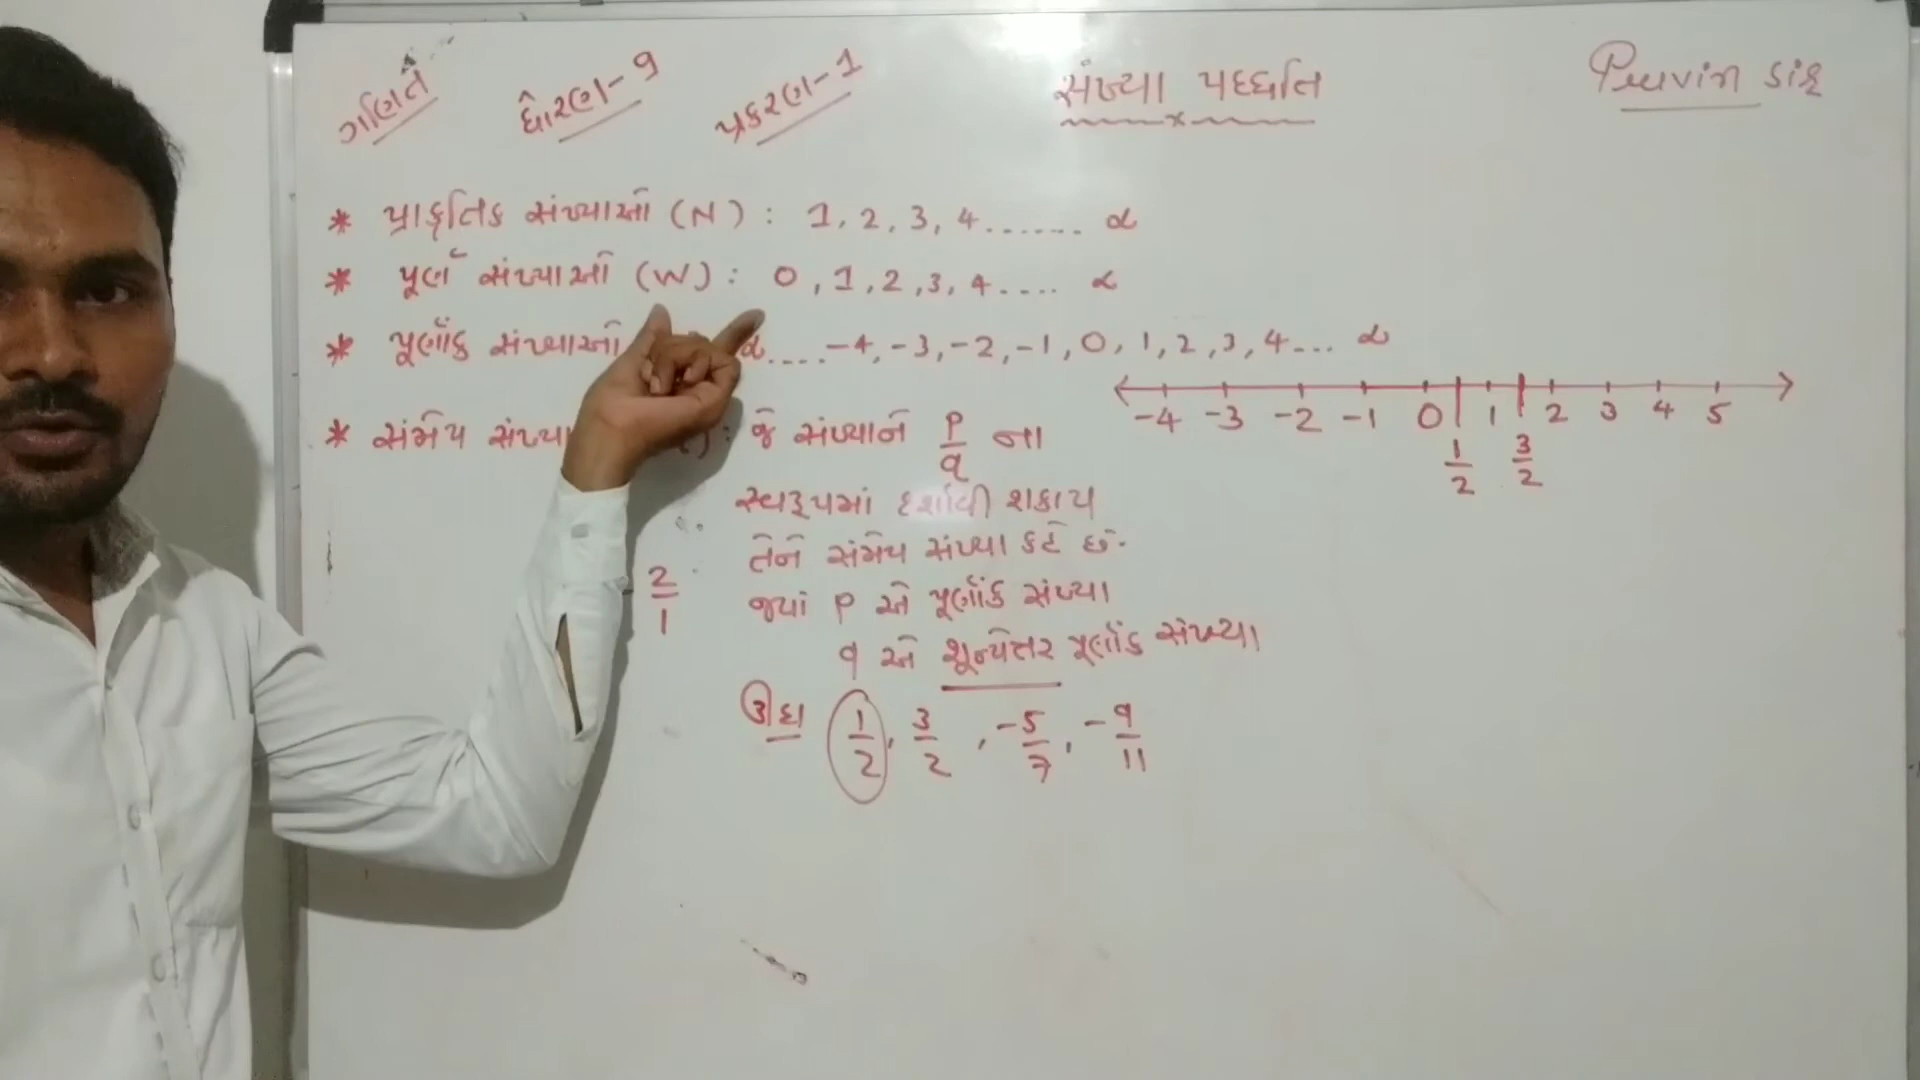 ગણિત ધોરણ-9 પ્રકરણ-1 સંખ્યા પદ્ધતિ
* પ્રાકૃતિક સંખ્યાઓ (N) : 1, 2, 3, 4....... ∝
* પૂર્ણ સંખ્યાઓ (W) : 0, 1, 2, 3, 4.... ∝
* પૂર્ણાંક સંખ્યાઓ ∝....-4, -3, -2, -1, 0, 1, 2, 3, 4... ∝
-4 -3 -2 -1 0 1 2 3 4 5
1/2 3/2
* સંમેય સંખ્યા : જે સંખ્યાને P/q ના
સ્વરૂપમાં દર્શાવી શકાય
તેને સંમેય સંખ્યા કહે છે.
2/1
જ્યાં P એ પૂર્ણાંક સંખ્યા
q એ શૂન્યેતર પૂર્ણાંક સંખ્યા
ઉદા 1/2, 3/2, -5/7, -9/11